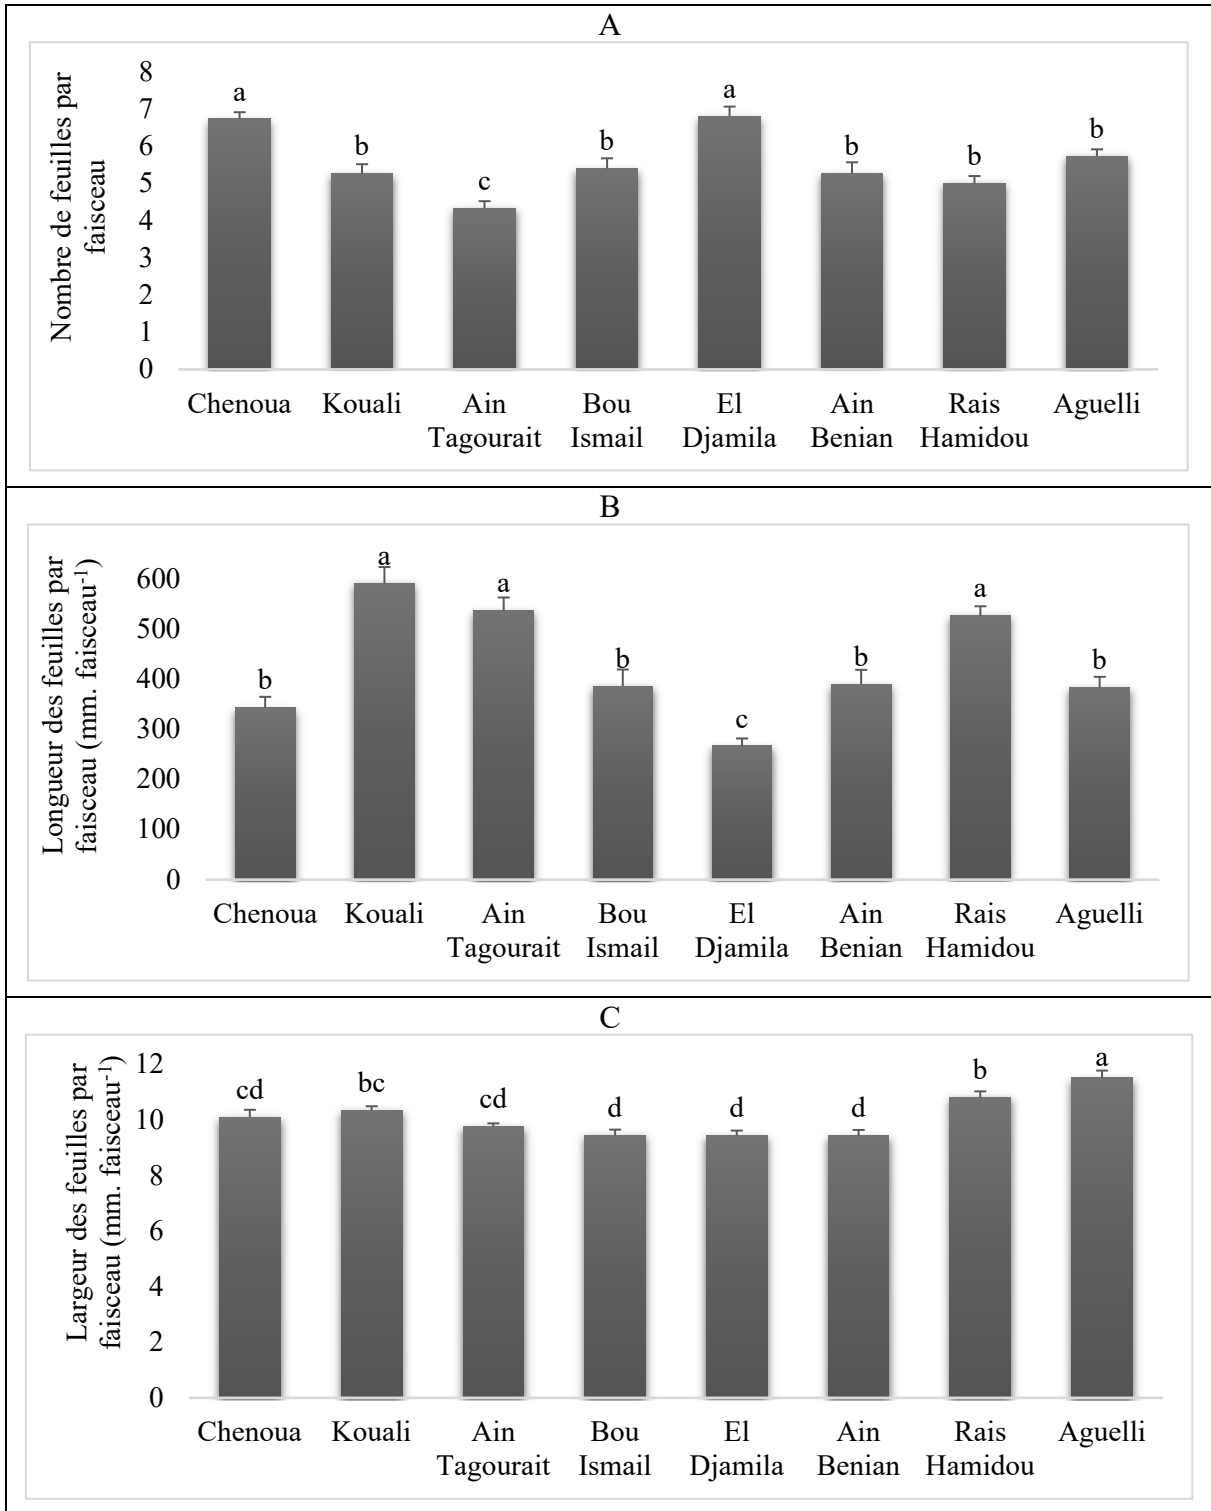 A
Nombre de feuilles par
faisceau
8
7
6
5
4
3
2
1
0
a
b
c
b
a
b
b
b
Chenoua Kouali Ain Bou El Ain Rais Aguelli
Tagourait Ismail Djamila Benian Hamidou
B
Longueur des feuilles par
faisceau (mm. faisceau⁻¹)
600
500
400
300
200
100
0
b
a
a
b
c
b
a
b
Chenoua Kouali Ain Bou El Ain Rais Aguelli
Tagourait Ismail Djamila Benian Hamidou
C
Largeur des feuilles par
faisceau (mm. faisceau⁻¹)
12
10
8
6
4
2
0
cd
bc
cd
d
d
d
b
a
Chenoua Kouali Ain Bou El Ain Rais Aguelli
Tagourait Ismail Djamila Benian Hamidou